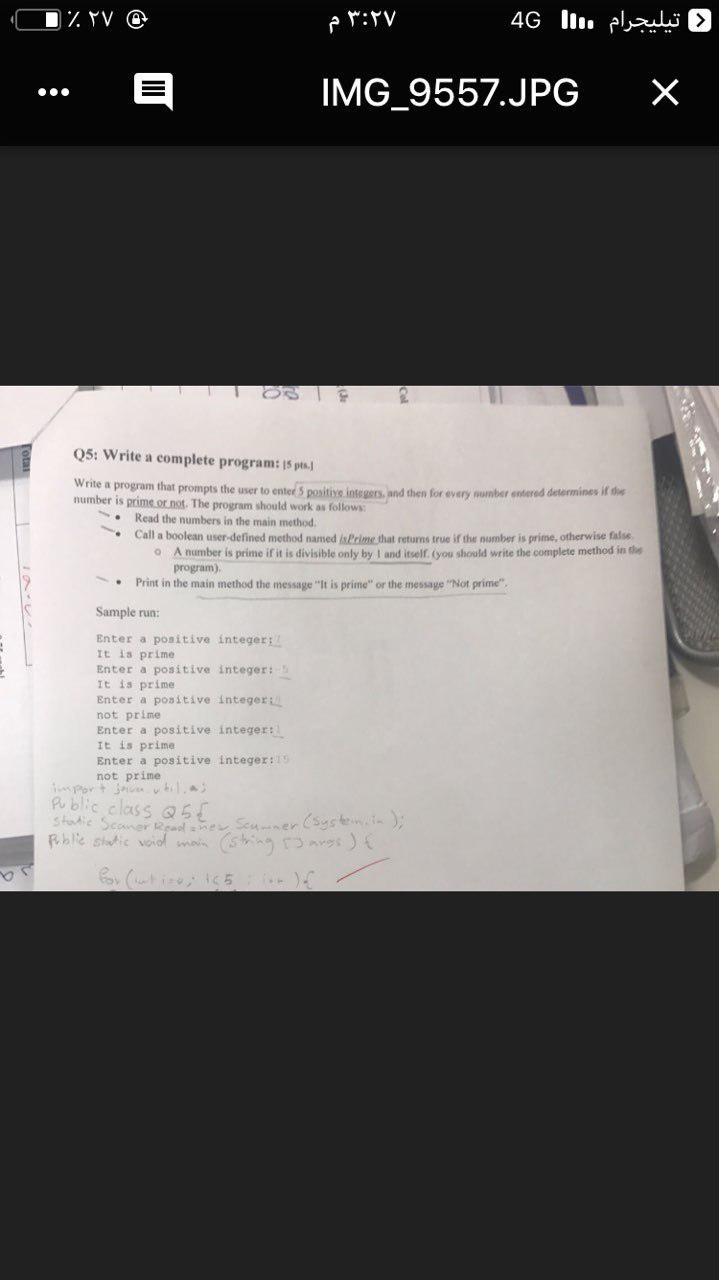 ٪ ٢٧ ٣:٢٧ م 4G تيليجرام
IMG_9557.JPG
Total
Col
Q5: Write a complete program: [5 pts.]
Write a program that prompts the user to enter 5 positive integers, and then for every number entered determines if the
number is prime or not. The program should work as follows:
• Read the numbers in the main method.
• Call a boolean user-defined method named isPrime that returns true if the number is prime, otherwise false.
o A number is prime if it is divisible only by 1 and itself. (you should write the complete method in the
program).
• Print in the main method the message "It is prime" or the message "Not prime".
Sample run:
Enter a positive integer:7
It is prime
Enter a positive integer: 5
It is prime
Enter a positive integer:
not prime
Enter a positive integer:1
It is prime
Enter a positive integer:15
not prime
import java.util.*;
Public class Q5{
Static Scaner Read = new Scanner (System.in);
Public static void main (string [] args) {
for (int i=0; i<5 ; i++ ){